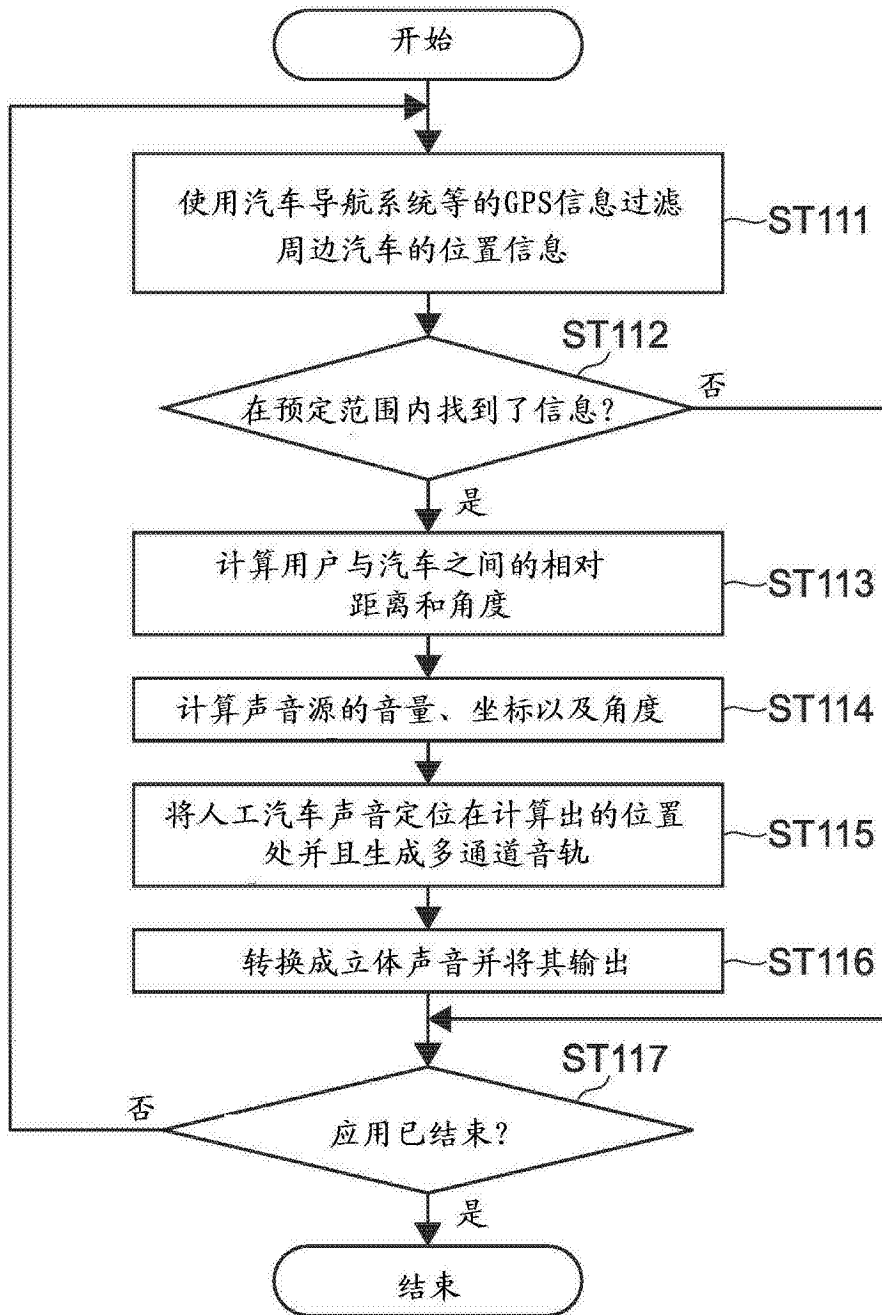 开始
使用汽车导航系统等的GPS信息过滤
周边汽车的位置信息
ST111
ST112
在预定范围内找到了信息？
否
是
计算用户与汽车之间的相对
距离和角度
ST113
计算声音源的音量、坐标以及角度
ST114
将人工汽车声音定位在计算出的位置
处并且生成多通道音轨
ST115
转换成立体声音并将其输出
ST116
ST117
否
应用已结束？
是
结束